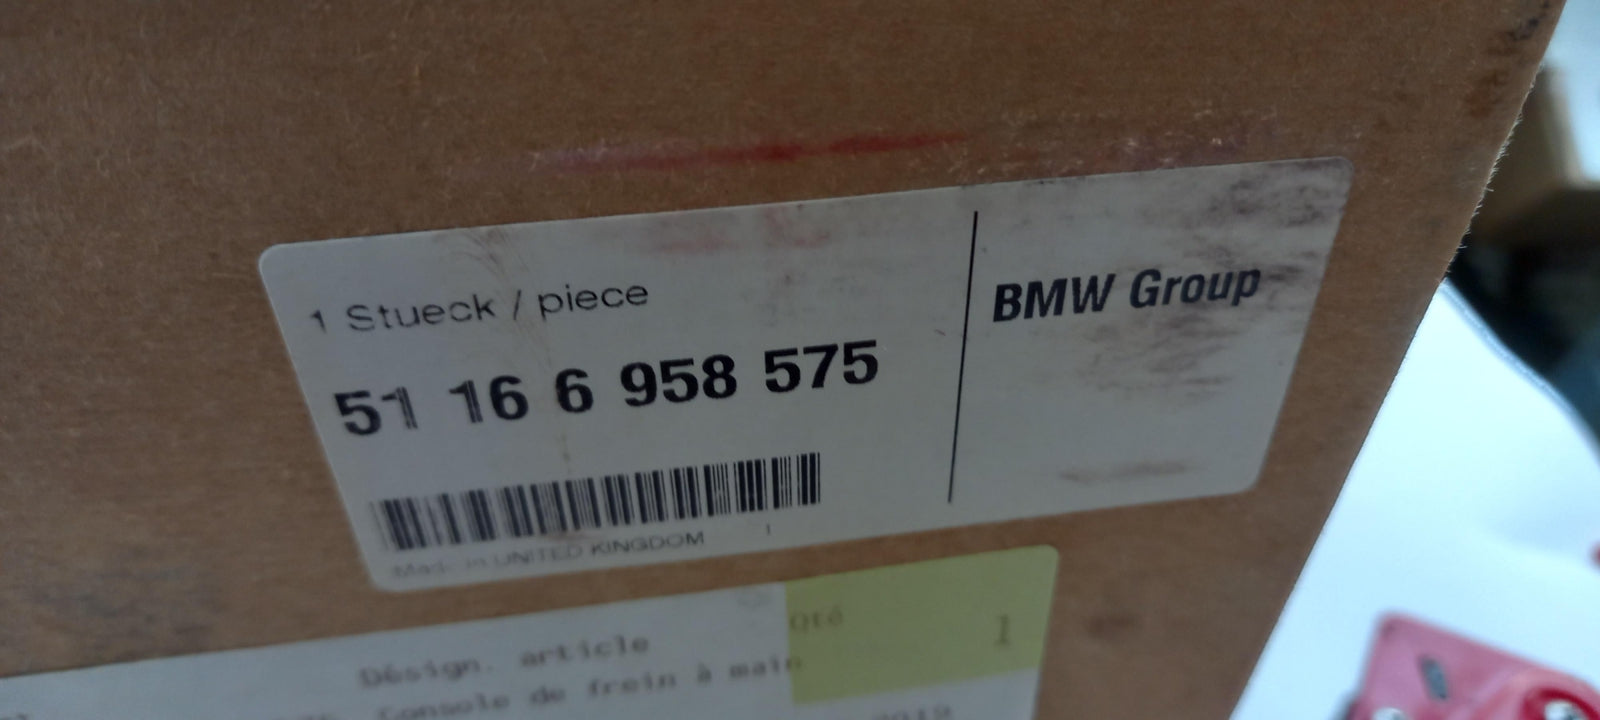 1 Stueck / piece
BMW Group
51 16 6 958 575
Made in UNITED KINGDOM
Désign. article
Qté
1
Console de frein à main